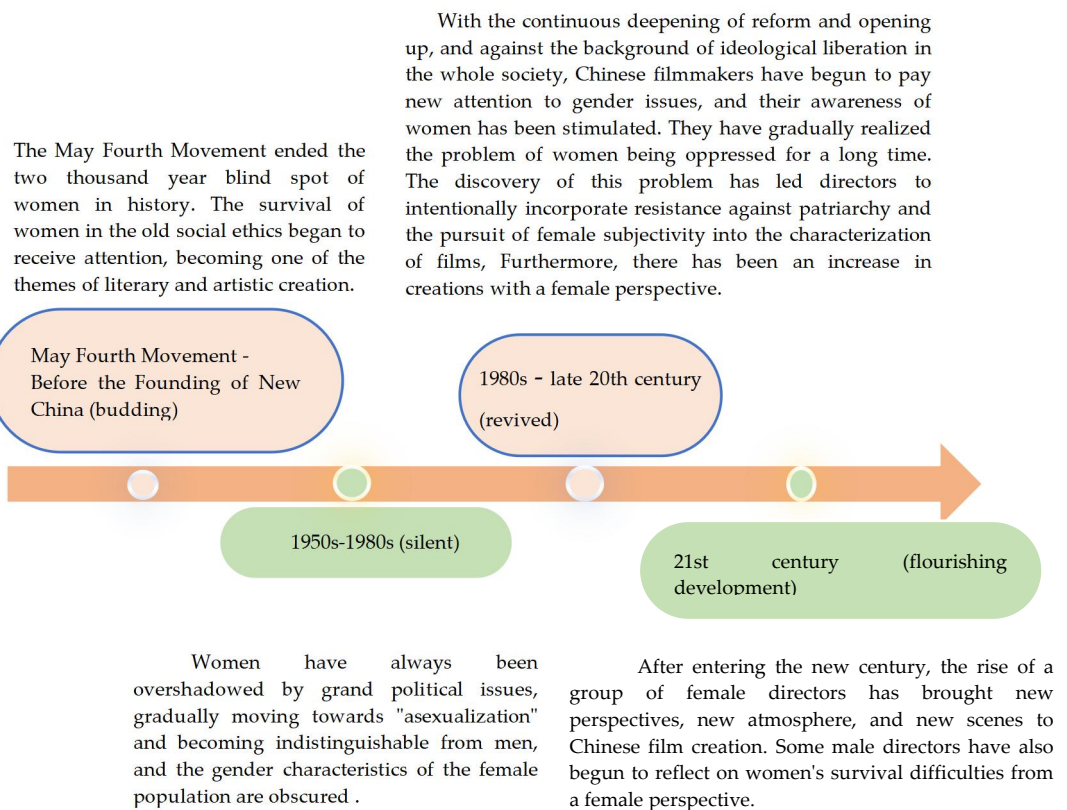 The May Fourth Movement ended the
two thousand year blind spot of
women in history. The survival of
women in the old social ethics began to
receive attention, becoming one of the
themes of literary and artistic creation.
With the continuous deepening of reform and opening
up, and against the background of ideological liberation in
the whole society, Chinese filmmakers have begun to pay
new attention to gender issues, and their awareness of
women has been stimulated. They have gradually realized
the problem of women being oppressed for a long time.
The discovery of this problem has led directors to
intentionally incorporate resistance against patriarchy and
the pursuit of female subjectivity into the characterization
of films, Furthermore, there has been an increase in
creations with a female perspective.
May Fourth Movement -
Before the Founding of New
China (budding)
1980s - late 20th century
(revived)
1950s-1980s (silent)
21st century (flourishing
development)
Women have always been
overshadowed by grand political issues,
gradually moving towards "asexualization"
and becoming indistinguishable from men,
and the gender characteristics of the female
population are obscured .
After entering the new century, the rise of a
group of female directors has brought new
perspectives, new atmosphere, and new scenes to
Chinese film creation. Some male directors have also
begun to reflect on women's survival difficulties from
a female perspective.